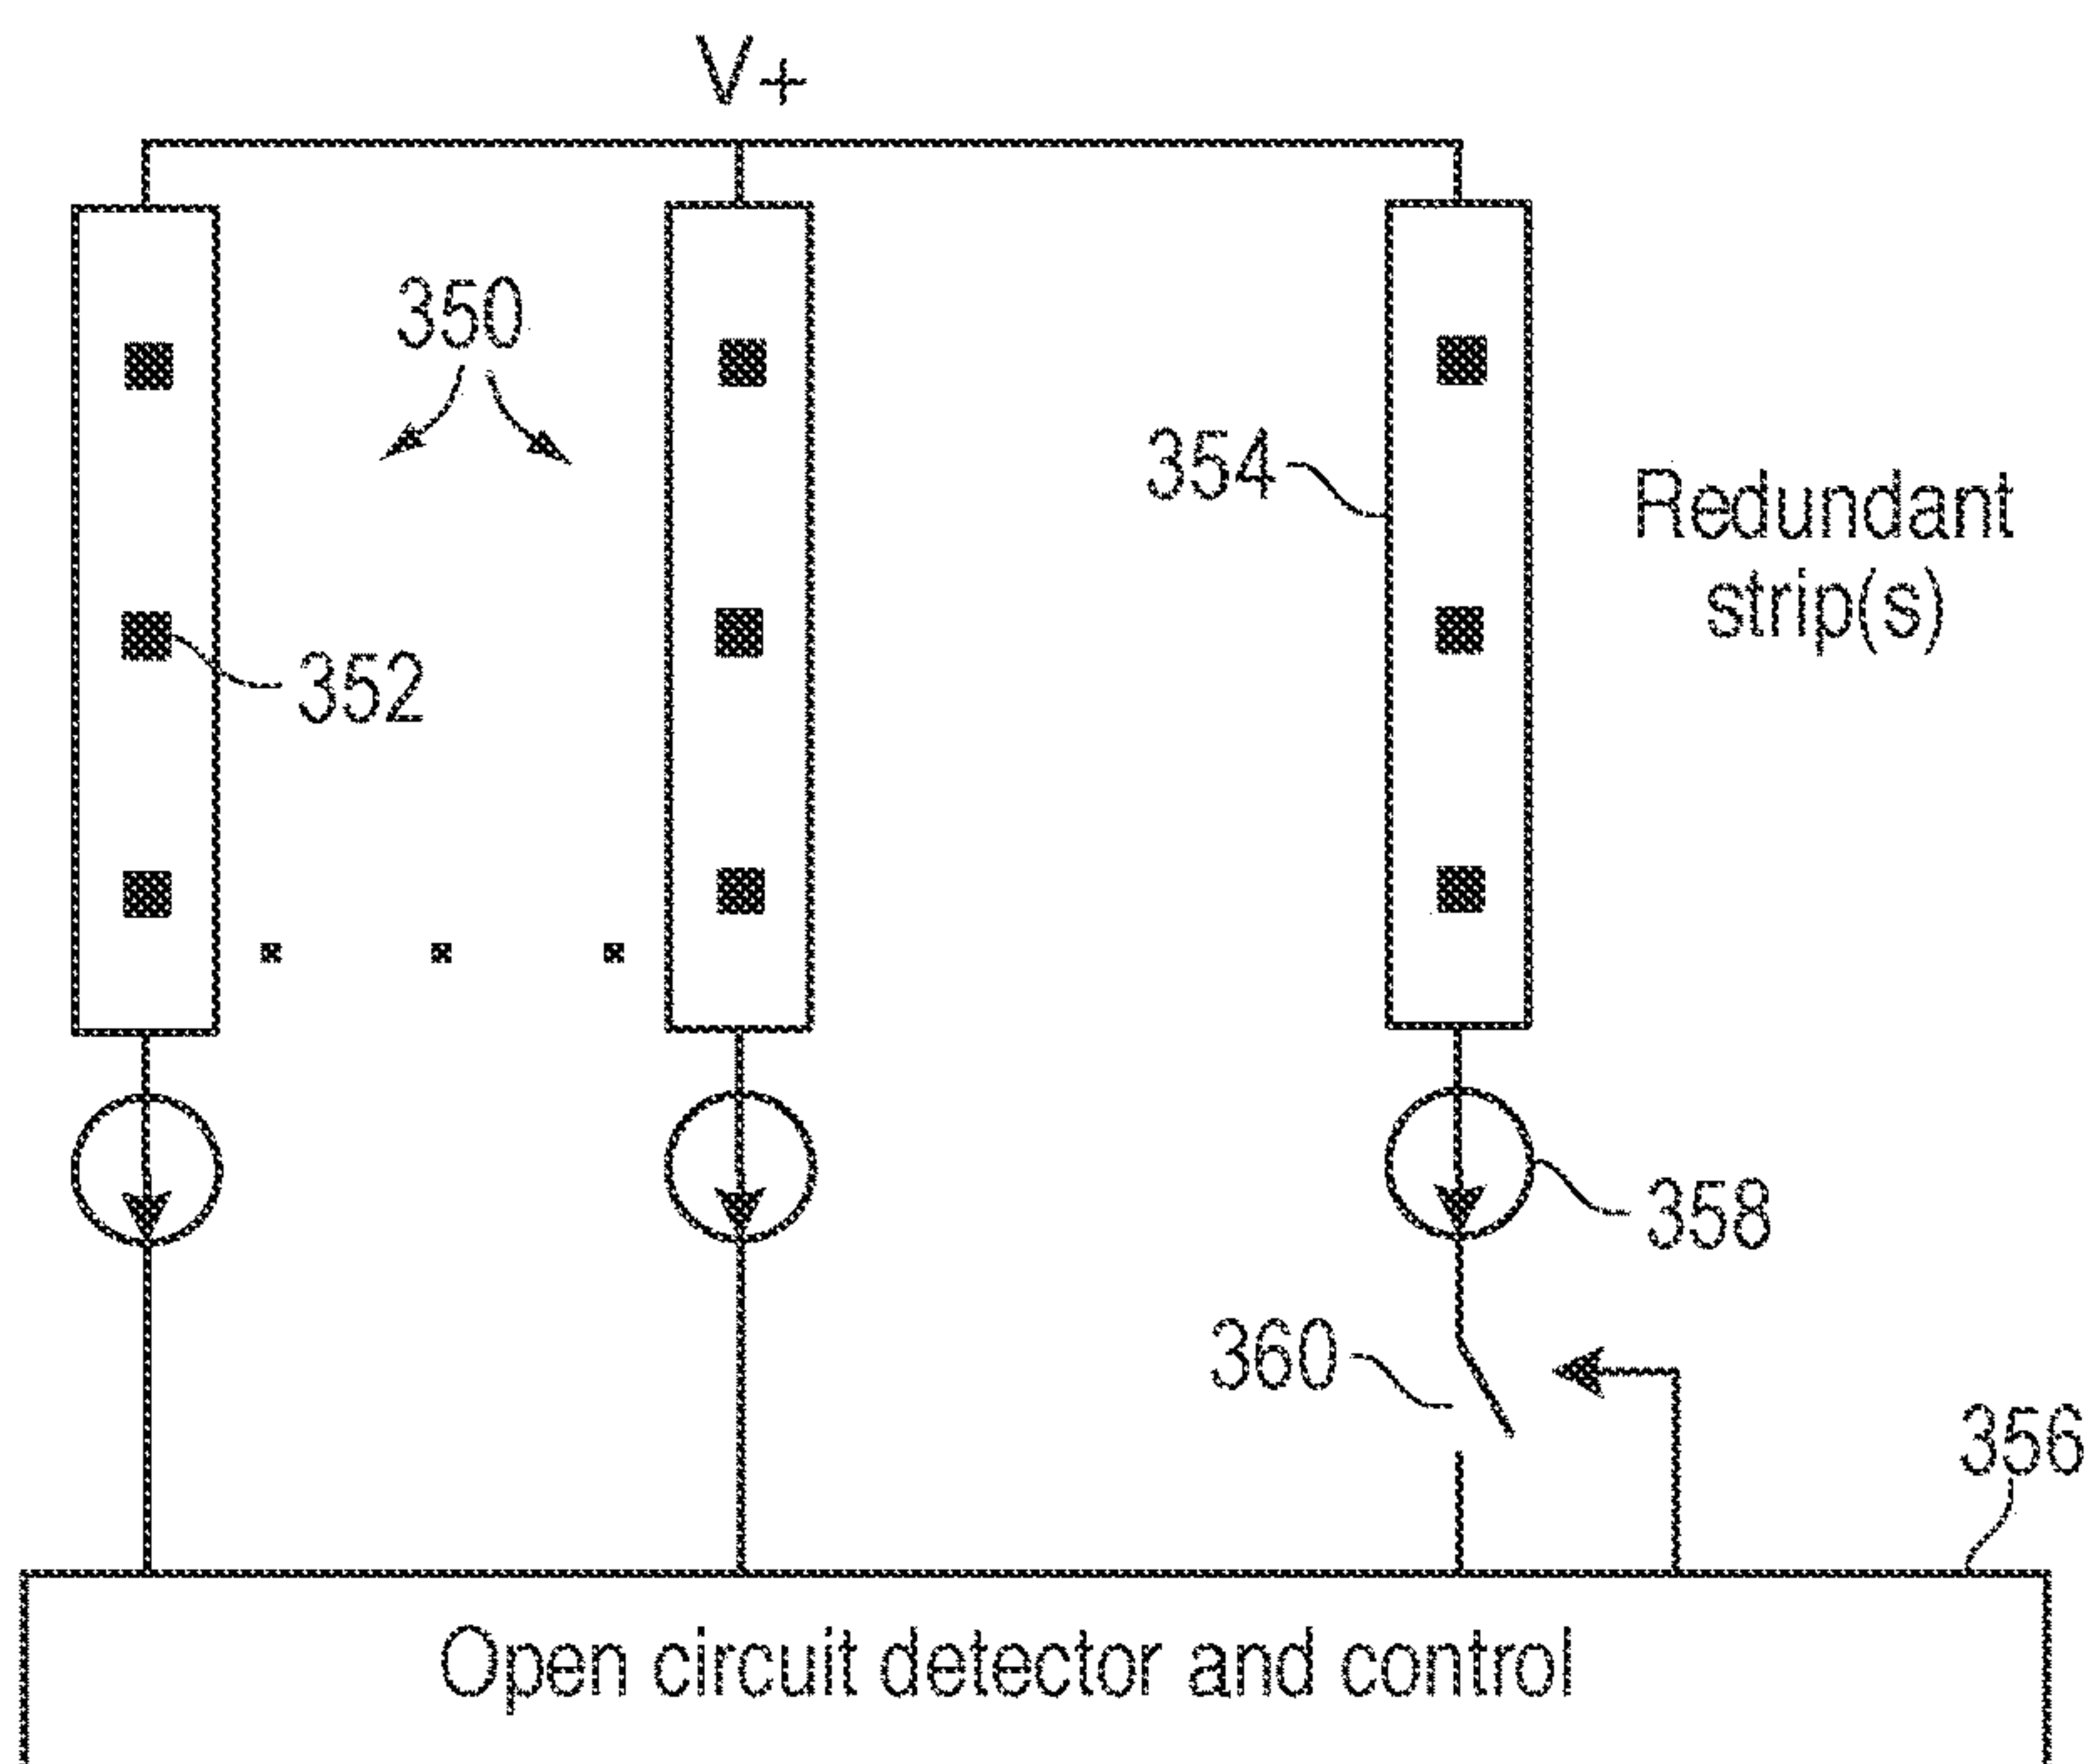 V+
350
354
Redundant
strip(s)
352
358
360
356
Open circuit detector and control